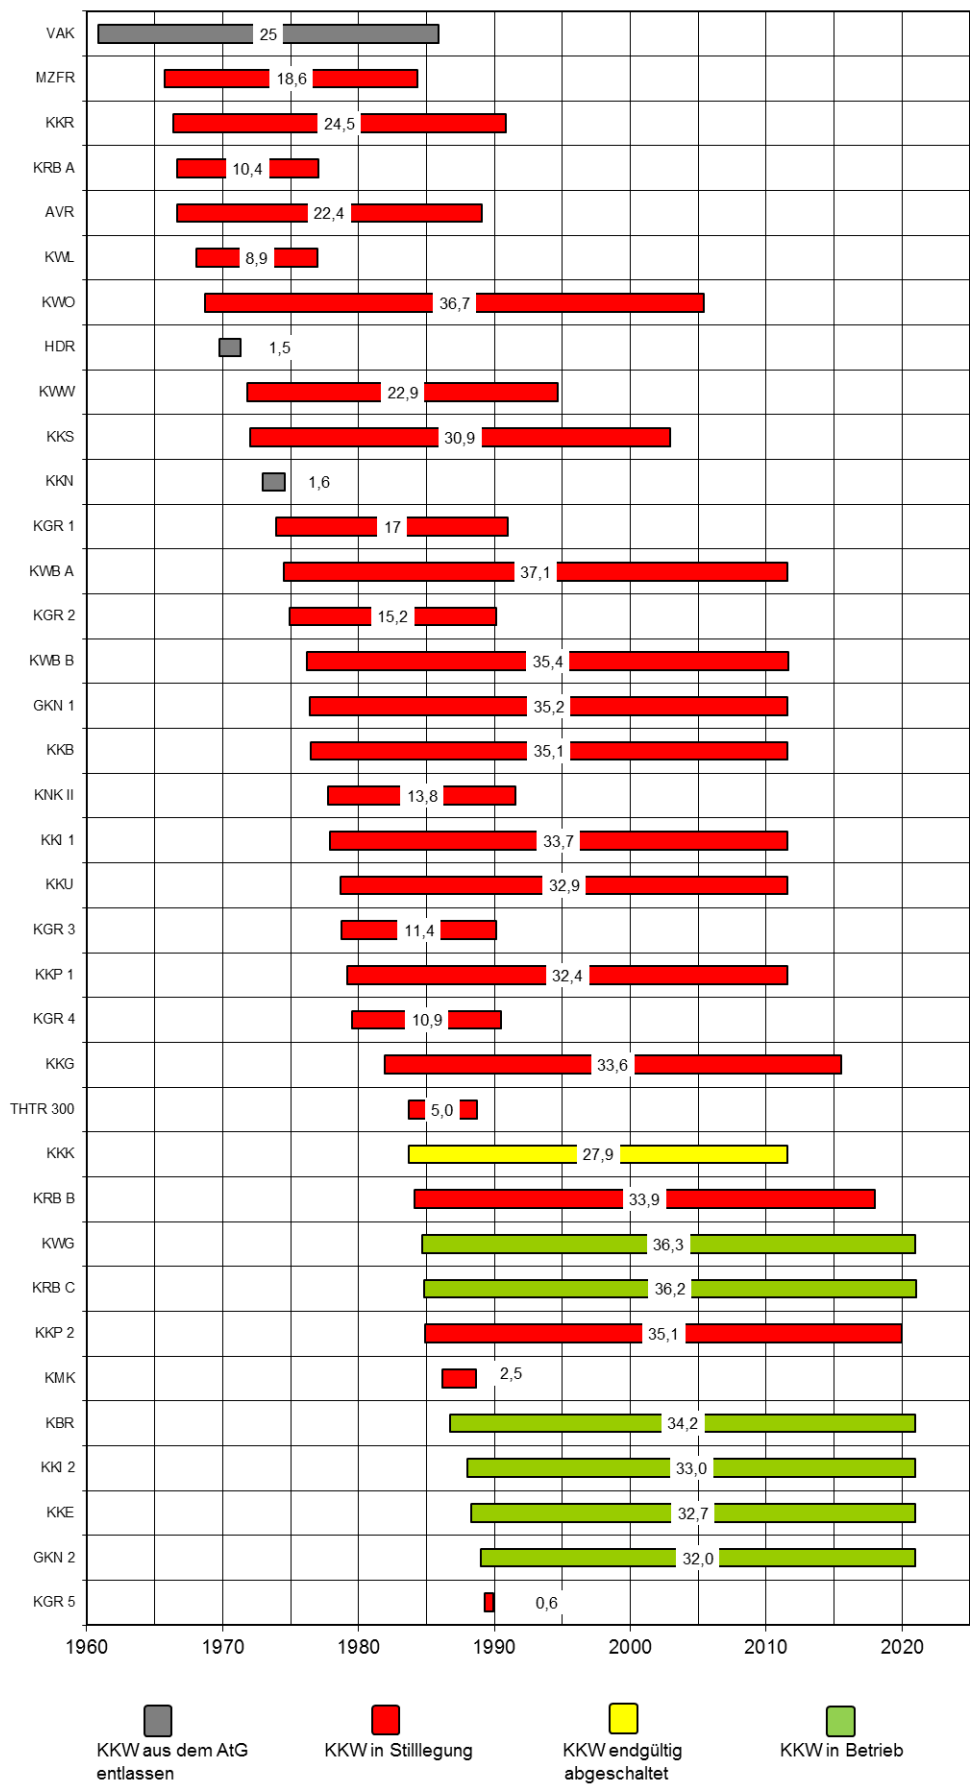 VAK 25
MZFR 18,6
KKR 24,5
KRB A 10,4
AVR 22,4
KWL 8,9
KWO 36,7
HDR 1,5
KWW 22,9
KKS 30,9
KKN 1,6
KGR 1 17
KWB A 37,1
KGR 2 15,2
KWB B 35,4
GKN 1 35,2
KKB 35,1
KNK II 13,8
KKI 1 33,7
KKU 32,9
KGR 3 11,4
KKP 1 32,4
KGR 4 10,9
KKG 33,6
THTR 300 5,0
KKK 27,9
KRB B 33,9
KWG 36,3
KRB C 36,2
KKP 2 35,1
KMK 2,5
KBR 34,2
KKI 2 33,0
KKE 32,7
GKN 2 32,0
KGR 5 0,6
1960 1970 1980 1990 2000 2010 2020
KKW aus dem AtG
entlassen
KKW in Stilllegung
KKW endgültig
abgeschaltet
KKW in Betrieb